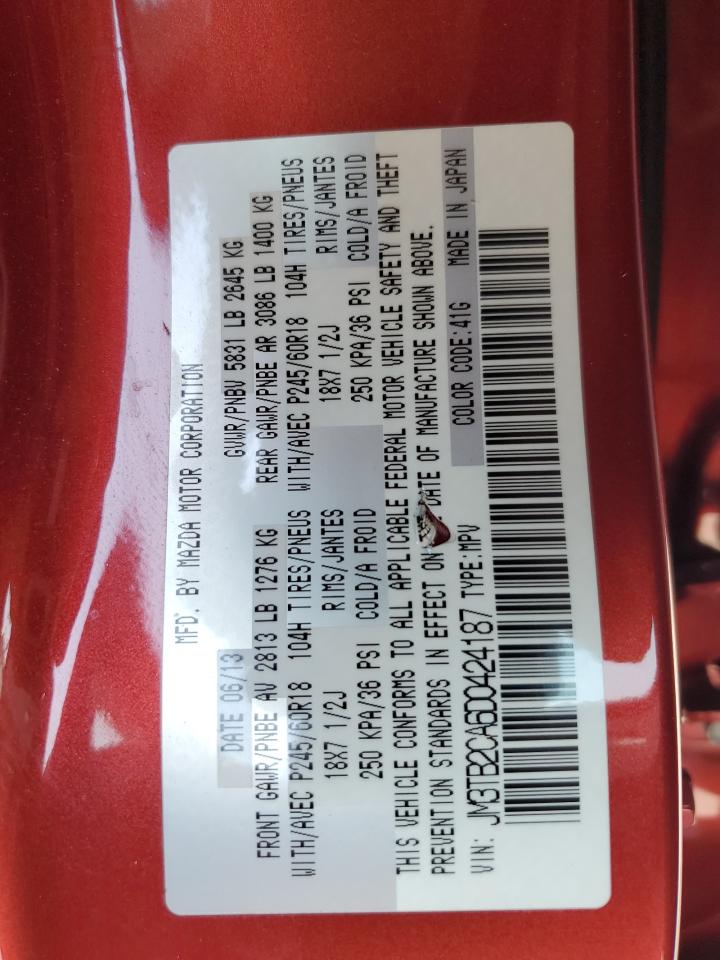 MFD. BY MAZDA MOTOR CORPORATION
DATE 06/13 GVWR/PNBV 5831 LB 2645 KG
FRONT GAWR/PNBE AV 2813 LB 1276 KG REAR GAWR/PNBE AR 3086 LB 1400 KG
WITH/AVEC P245/60R18 104H TIRES/PNEUS WITH/AVEC P245/60R18 104H TIRES/PNEUS
18X7 1/2J RIMS/JANTES 18X7 1/2J RIMS/JANTES
250 KPA/36 PSI COLD/A FROID 250 KPA/36 PSI COLD/A FROID
THIS VEHICLE CONFORMS TO ALL APPLICABLE FEDERAL MOTOR VEHICLE SAFETY AND THEFT
PREVENTION STANDARDS IN EFFECT ON DATE OF MANUFACTURE SHOWN ABOVE.
COLOR CODE:41G MADE IN JAPAN
VIN: JM3TB2CA6D0424187 TYPE:MPV